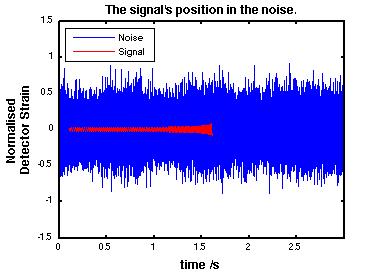 The signal's position in the noise.
1.5
1
0.5
0
-0.5
-1
-1.5
Noise
Signal
Normalised
Detector Strain
0 0.5 1 1.5 2 2.5
time /s